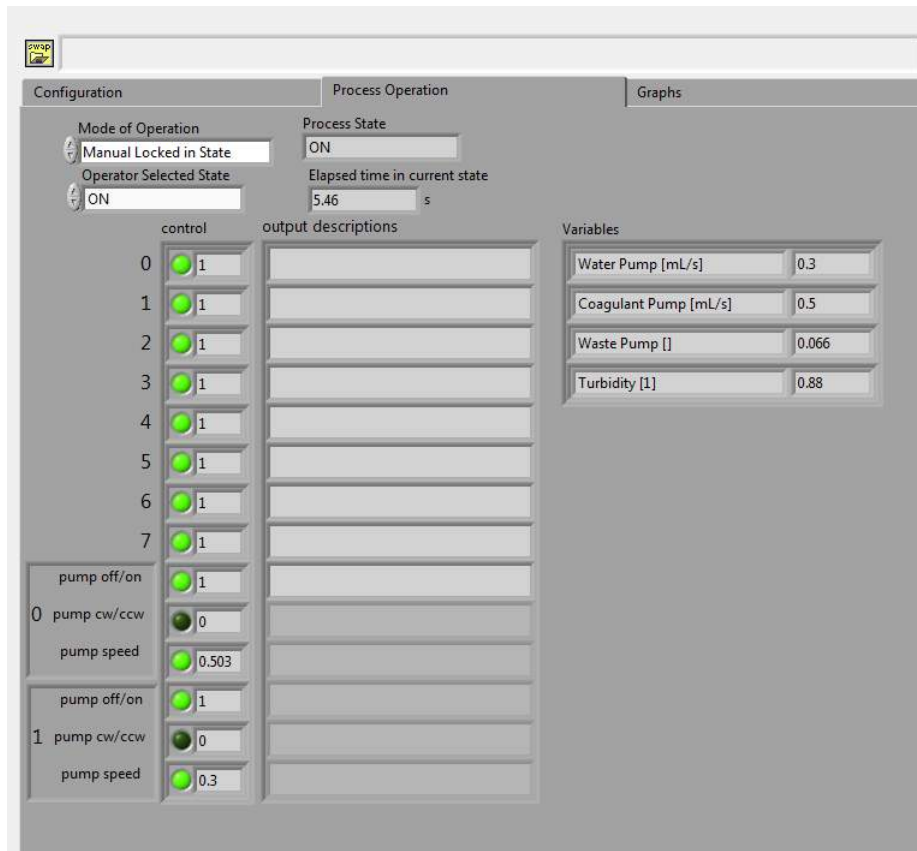 swap
Configuration Process Operation Graphs
Mode of Operation Process State
Manual Locked in State ON
Operator Selected State Elapsed time in current state
ON 5.46 s
control output descriptions Variables
0 1 Water Pump [mL/s] 0.3
1 1 Coagulant Pump [mL/s] 0.5
2 1 Waste Pump [] 0.066
3 1 Turbidity [1] 0.88
4 1
5 1
6 1
7 1
pump off/on 1
0 pump cw/ccw 0
pump speed 0.503
pump off/on 1
1 pump cw/ccw 0
pump speed 0.3